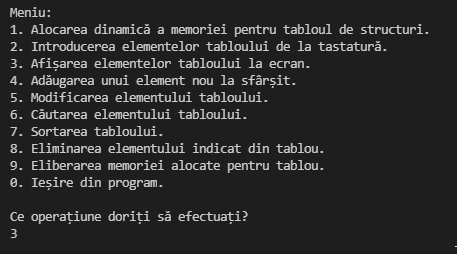 Meniu:
1. Alocarea dinamică a memoriei pentru tabloul de structuri.
2. Introducerea elementelor tabloului de la tastatură.
3. Afișarea elementelor tabloului la ecran.
4. Adăugarea unui element nou la sfârșit.
5. Modificarea elementului tabloului.
6. Căutarea elementului tabloului.
7. Sortarea tabloului.
8. Eliminarea elementului indicat din tablou.
9. Eliberarea memoriei alocate pentru tablou.
0. Ieșire din program.
Ce operațiune doriți să efectuați?
3